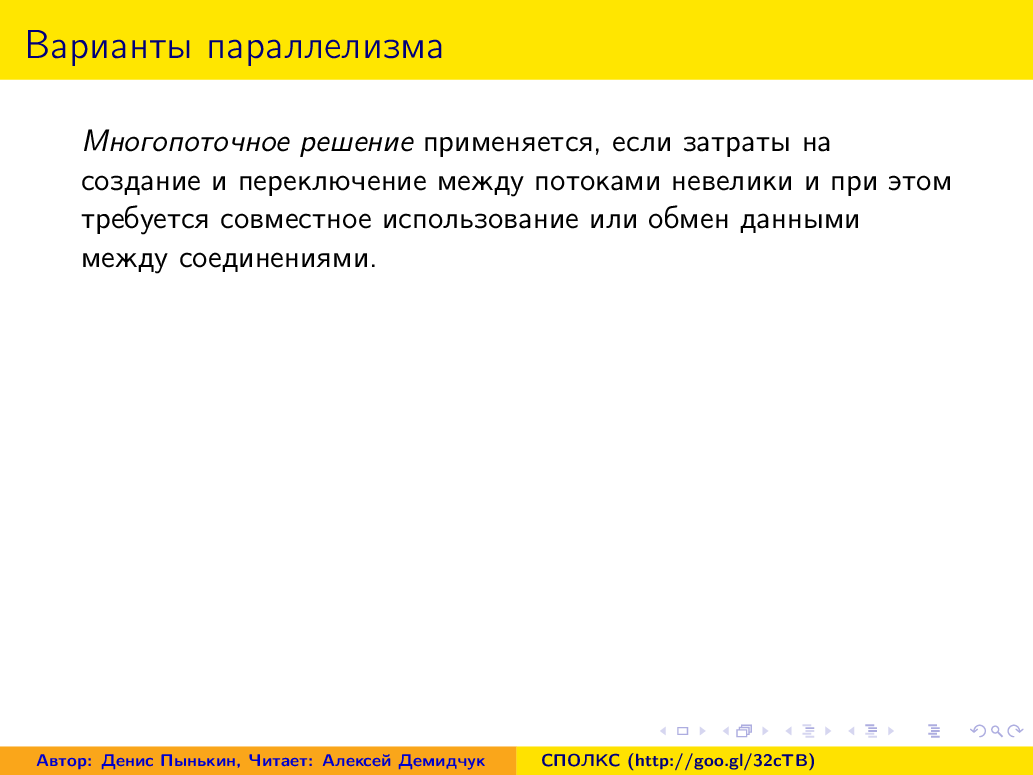 Варианты параллелизма
Многопоточное решение применяется, если затраты на
создание и переключение между потоками невелики и при этом
требуется совместное использование или обмен данными
между соединениями.
Автор: Денис Пынькин, Читает: Алексей Демидчук
СПОЛКС (http://goo.gl/32cTB)